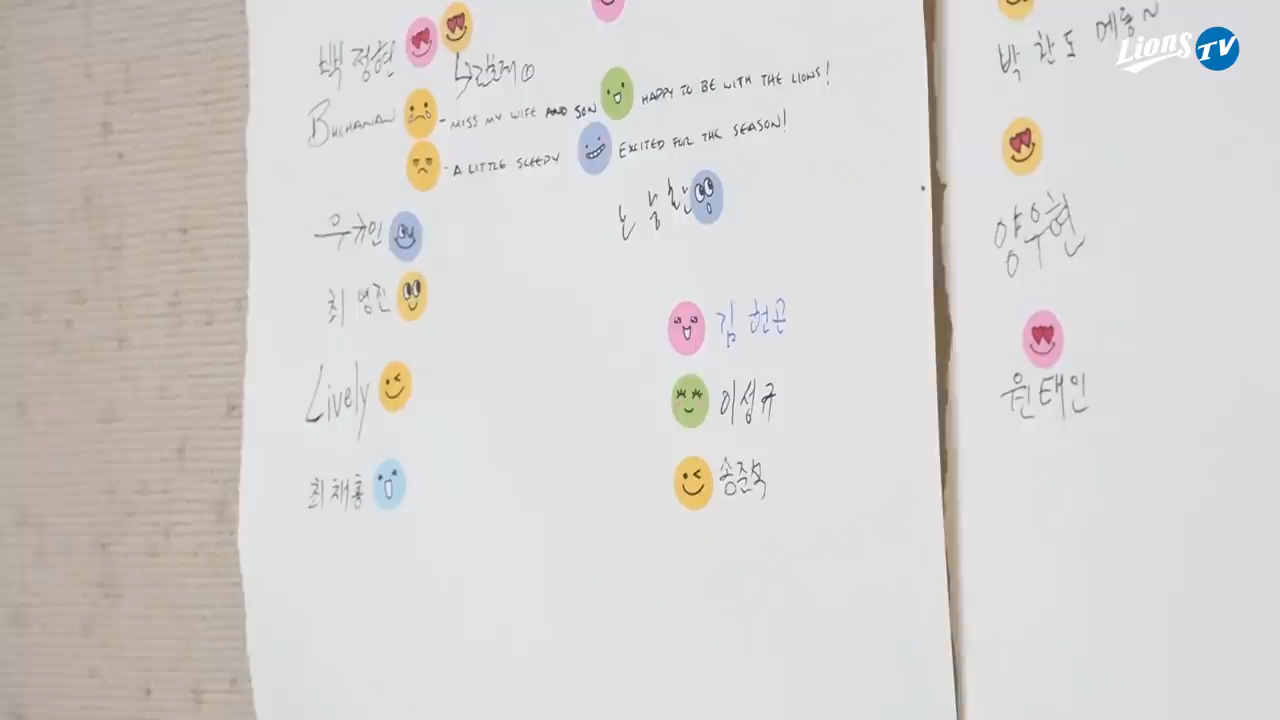 Lions TV
백정현
Buchanan - MISS MY WIFE AND SON HAPPY TO BE WITH THE LIONS!
- A LITTLE SLEEPY EXCITED FOR THE SEASON!
우규민
최영진
Lively
최채흥
김헌곤
이성규
송준석
박찬도 메롱~
양우현
원태인